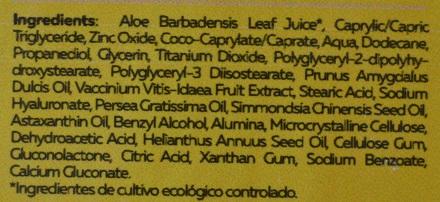 Ingredients: Aloe Barbadensis Leaf Juice*, Caprylic/Capric
Triglyceride, Zinc Oxide, Coco-Caprylate/Caprate, Aqua, Dodecane,
Propanediol, Glycerin, Titanium Dioxide, Polyglyceryl-2-dipolyhy-
droxystearate, Polyglyceryl-3 Diisostearate, Prunus Amygdalus
Dulcis Oil, Vaccinium Vitis-Idaea Fruit Extract, Stearic Acid, Sodium
Hyaluronate, Persea Gratissima Oil, Simmondsia Chinensis Seed Oil,
Astaxanthin Oil, Benzyl Alcohol, Alumina, Microcrystalline Cellulose,
Dehydroacetic Acid, Helianthus Annuus Seed Oil, Cellulose Gum,
Gluconolactone, Citric Acid, Xanthan Gum, Sodium Benzoate,
Calcium Gluconate.
*Ingredientes de cultivo ecológico controlado.